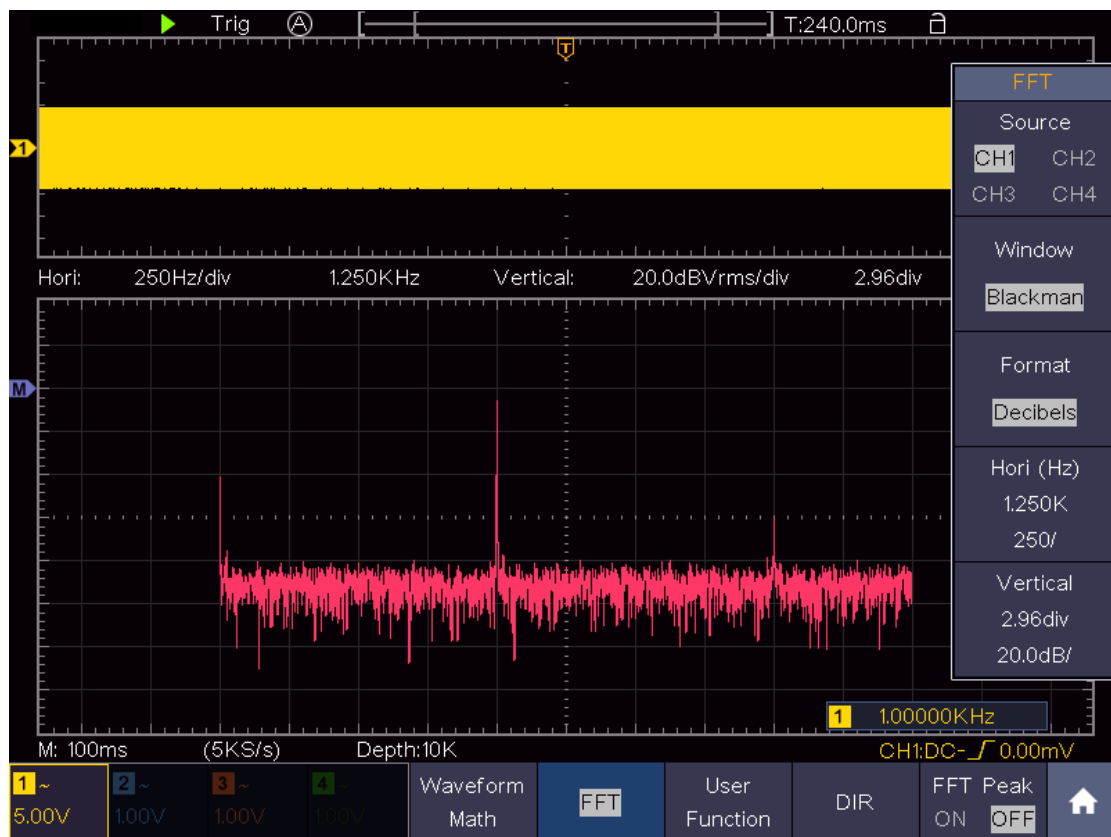 Trig A T:240.0ms
T
1
FFT
Source
CH1 CH2
CH3 CH4
Hori: 250Hz/div 1.250KHz Vertical: 20.0dBVrms/div 2.96div
Window
Blackman
Format
M
Decibels
Hori (Hz)
1.250K
250/
Vertical
2.96div
20.0dB/
1 1.00000KHz
M: 100ms (5KS/s) Depth:10K CH1:DC- 0.00mV
1 ~ 2 ~ 3 ~ 4 ~
5.00V 1.00V 1.00V 1.00V
Waveform
Math
FFT
User
Function
DIR
FFT Peak
ON OFF